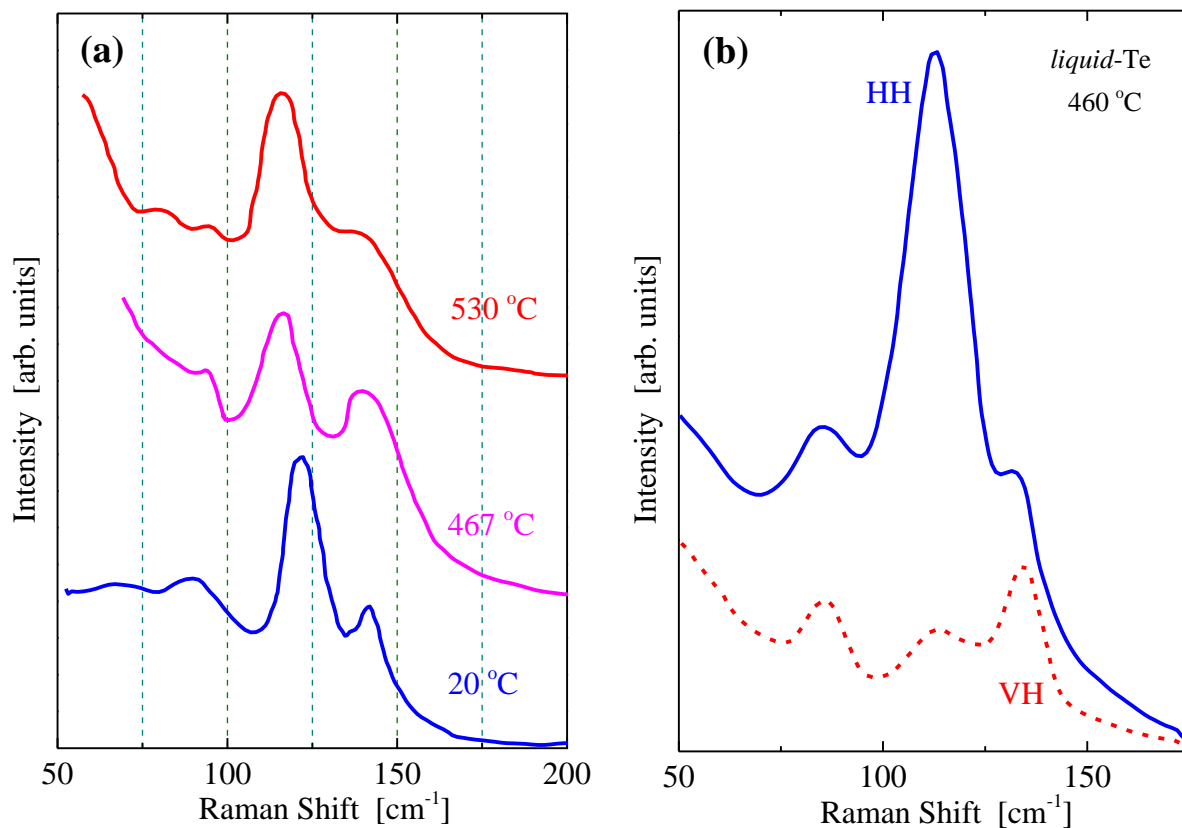 (a)
530 °C
467 °C
20 °C
Intensity [arb. units]
50
100
150
200
Raman Shift [cm⁻¹]
(b)
HH
liquid-Te
460 °C
VH
Intensity [arb. units]
50
100
150
Raman Shift [cm⁻¹]